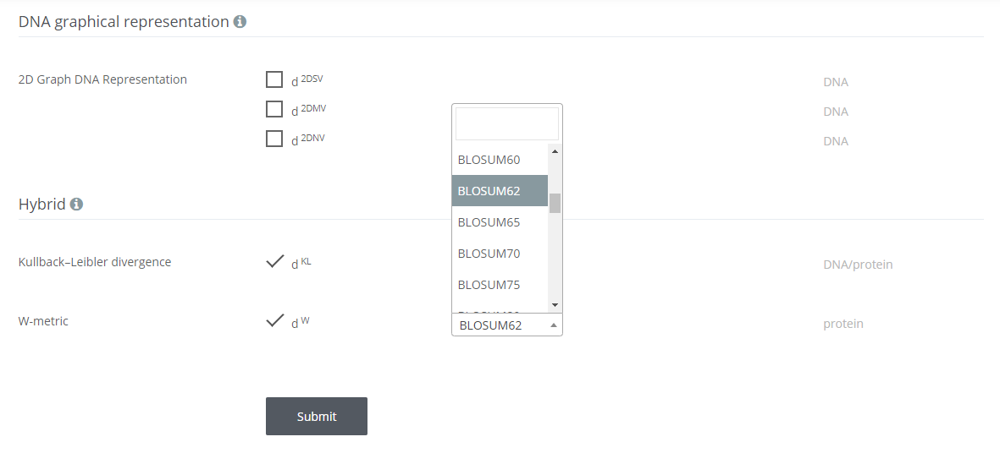 DNA graphical representation
2D Graph DNA Representation
d 2DSV
DNA
d 2DMV
DNA
d 2DNV
DNA
BLOSUM60
BLOSUM62
BLOSUM65
BLOSUM70
BLOSUM75
Hybrid
Kullback–Leibler divergence
d KL
DNA/protein
W-metric
d W
BLOSUM62
protein
Submit